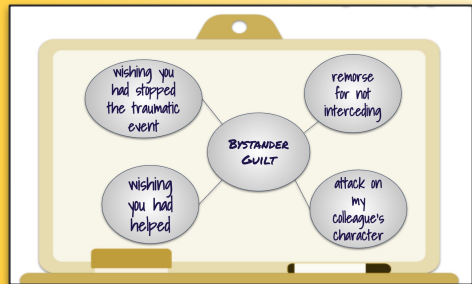 wishing you
had stopped
the traumatic
event
remorse
for not
interceding
BYSTANDER
GUILT
wishing
you had
helped
attack on
my
colleague's
character